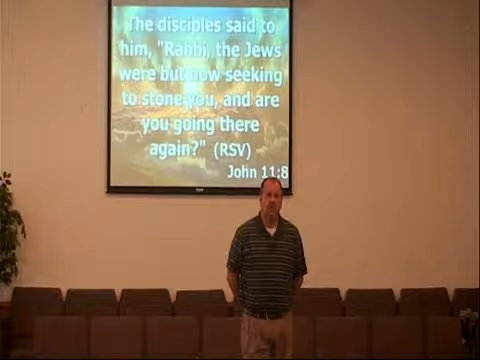 The disciples said to
him, "Rabbi, the Jews
were but now seeking
to stone you, and are
you going there
again?" (RSV)
John 11:8